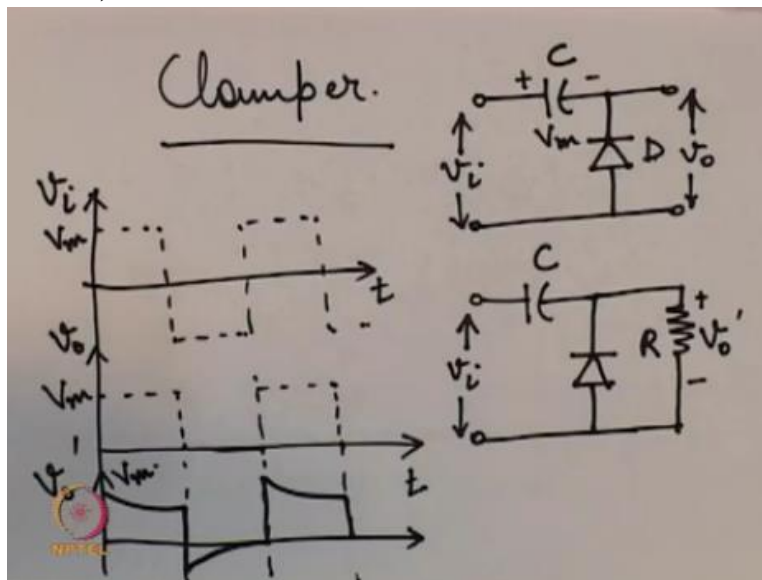 Clamper.
C
+ -
Vm D
vi vo
vi
Vm
t
C
vi R + vo'
-
vo
Vm
t
vo' Vm.
NPTEL